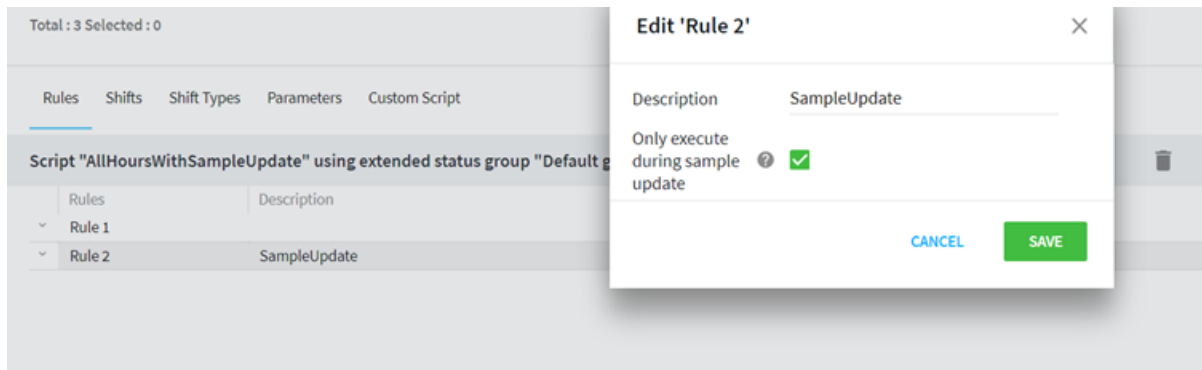 Total : 3 Selected : 0
Rules Shifts Shift Types Parameters Custom Script
Script "AllHoursWithSampleUpdate" using extended status group "Default g
Rules Description
Rule 1
Rule 2 SampleUpdate
Edit 'Rule 2'
Description SampleUpdate
Only execute
during sample
update
CANCEL SAVE